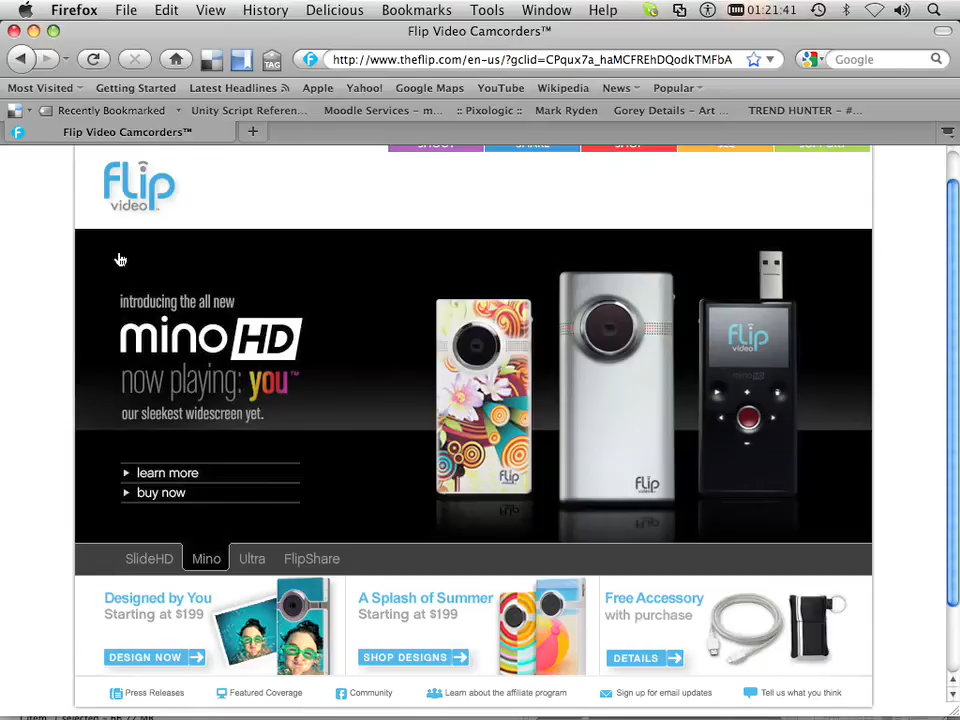 Firefox File Edit View History Delicious Bookmarks Tools Window Help 01:21:41
Flip Video Camcorders™
http://www.theflip.com/en-us/?gclid=CPqux7a_haMCFREhDQodkTMFbA Google
Most Visited Getting Started Latest Headlines Apple Yahoo! Google Maps YouTube Wikipedia News Popular
Recently Bookmarked Unity Script Referen... Moodle Services – m... :: Pixologic :: Mark Ryden Gorey Details – Art ... TREND HUNTER – #...
Flip Video Camcorders™
flip
video™
introducing the all new
mino HD
now playing: you™
our sleekest widescreen yet.
learn more
buy now
flip
flip
flip
video
mino HD
SlideHD Mino Ultra FlipShare
Designed by You
Starting at $199
DESIGN NOW
A Splash of Summer
Starting at $199
SHOP DESIGNS
Free Accessory
with purchase
DETAILS
Press Releases Featured Coverage Community Learn about the affiliate program Sign up for email updates Tell us what you think